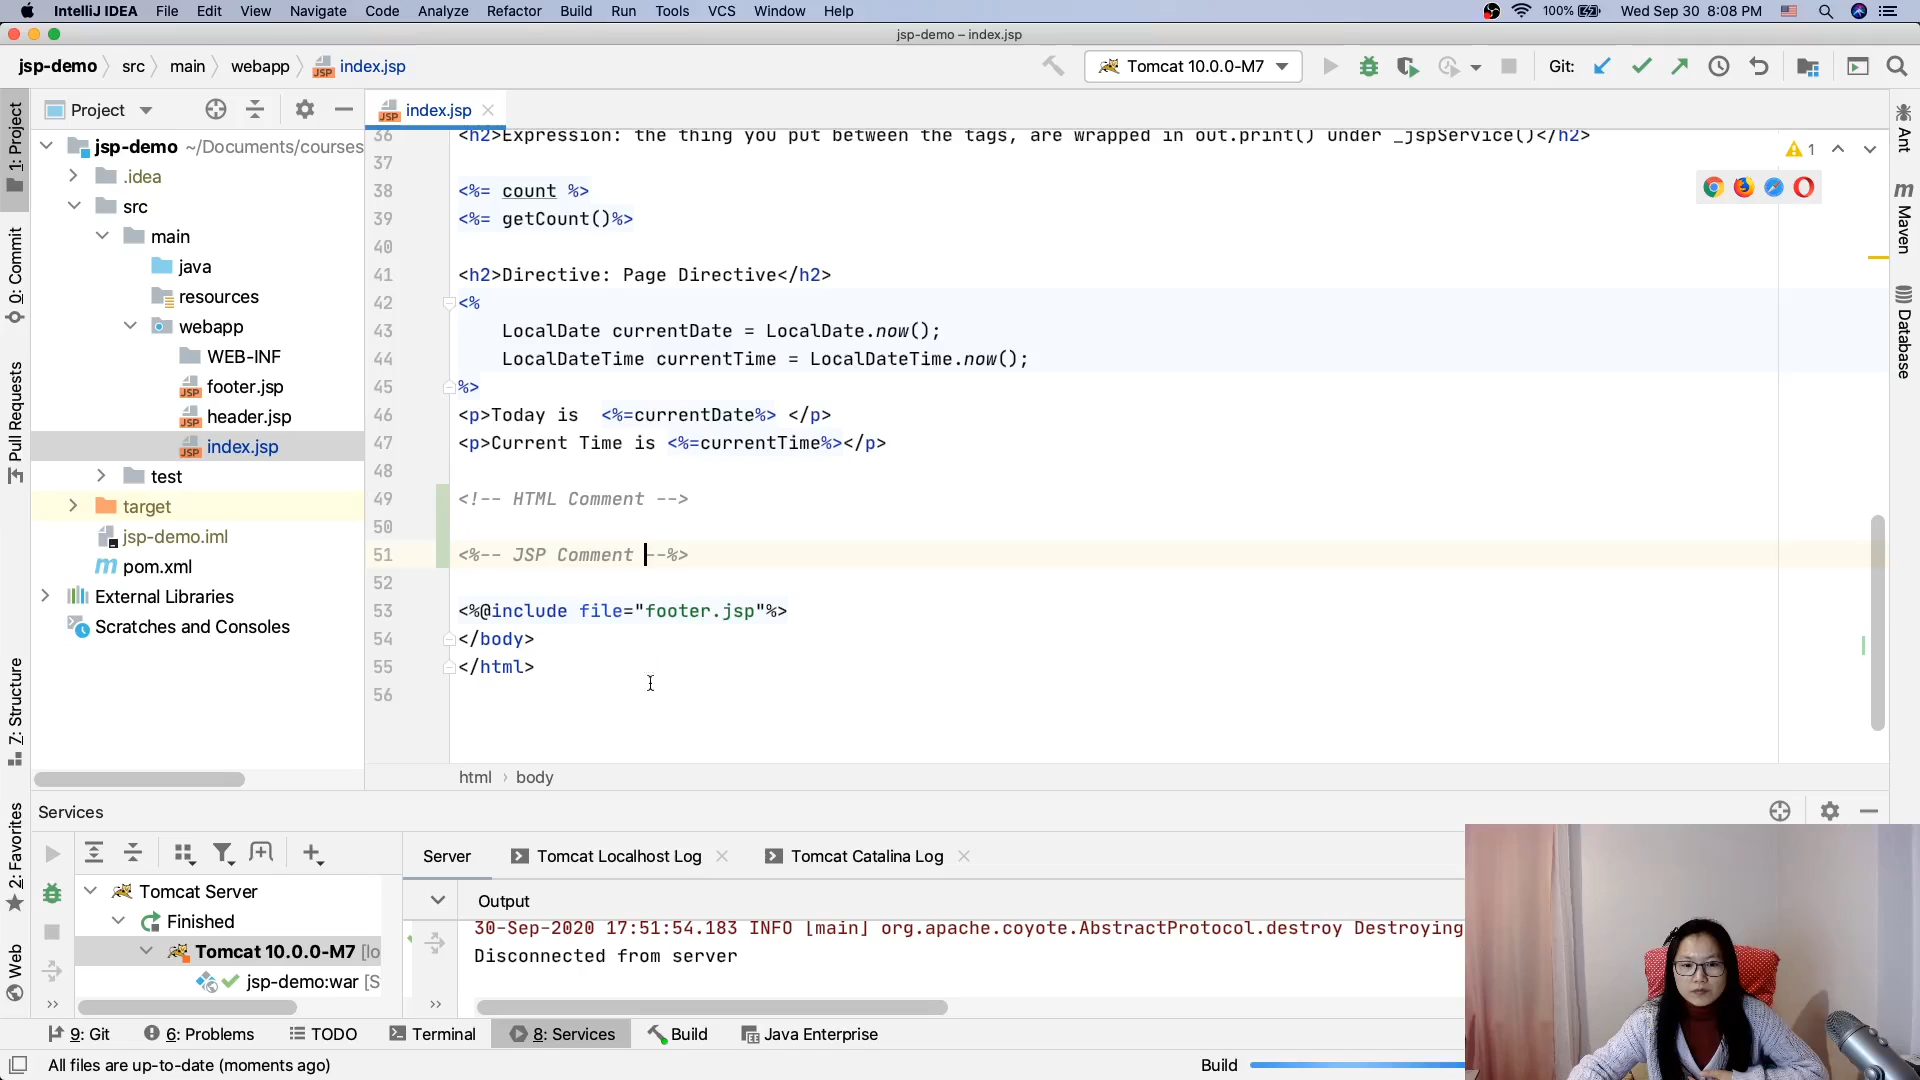 IntelliJ IDEA File Edit View Navigate Code Analyze Refactor Build Run Tools VCS Window Help 100% Wed Sep 30 8:08 PM
jsp-demo – index.jsp
jsp-demo src main webapp index.jsp Tomcat 10.0.0-M7 Git:
1: Project
0: Commit
Pull Requests
7: Structure
2: Favorites
Web
Project
jsp-demo ~/Documents/courses
.idea
src
main
java
resources
webapp
WEB-INF
footer.jsp
header.jsp
index.jsp
test
target
jsp-demo.iml
pom.xml
External Libraries
Scratches and Consoles
index.jsp
1
36 <h2>Expression: the thing you put between the tags, are wrapped in out.print() under _jspService()</h2>
37
38 <%= count %>
39 <%= getCount()%>
40
41 <h2>Directive: Page Directive</h2>
42 <%
43 LocalDate currentDate = LocalDate.now();
44 LocalDateTime currentTime = LocalDateTime.now();
45 %>
46 <p>Today is  <%=currentDate%> </p>
47 <p>Current Time is <%=currentTime%></p>
48
49 <!-- HTML Comment -->
50
51 <%-- JSP Comment --%>
52
53 <%@include file="footer.jsp"%>
54 </body>
55 </html>
56
html › body
Ant
Maven
Database
Services
Tomcat Server
Finished
Tomcat 10.0.0-M7 [lo
jsp-demo:war [S
Server Tomcat Localhost Log Tomcat Catalina Log
Output
30-Sep-2020 17:51:54.183 INFO [main] org.apache.coyote.AbstractProtocol.destroy Destroying
Disconnected from server
9: Git 6: Problems TODO Terminal 8: Services Build Java Enterprise
All files are up-to-date (moments ago) Build